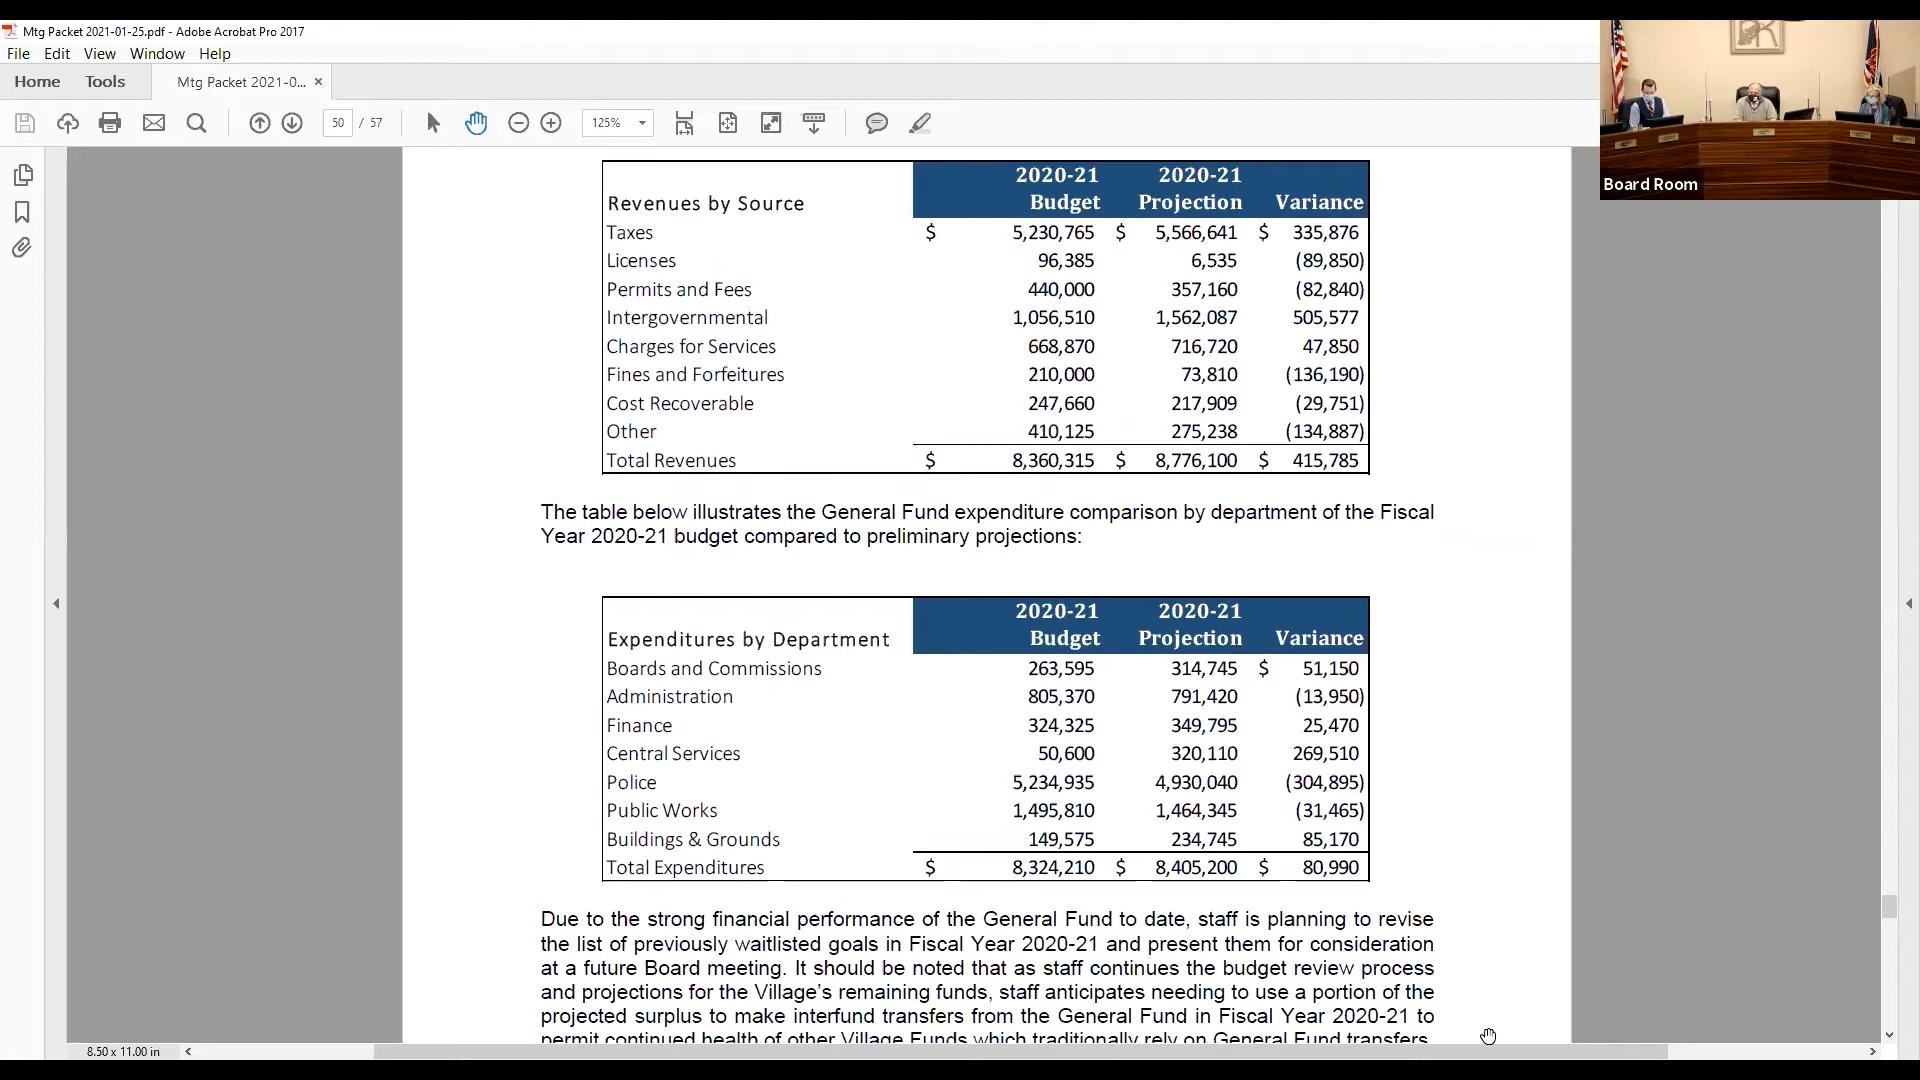 Mtg Packet 2021-01-25.pdf - Adobe Acrobat Pro 2017
File Edit View Window Help
Home Tools Mtg Packet 2021-0... ×
50 / 57 125%
Board Room
2020-21 2020-21
Revenues by Source Budget Projection Variance
Taxes $ 5,230,765 $ 5,566,641 $ 335,876
Licenses 96,385 6,535 (89,850)
Permits and Fees 440,000 357,160 (82,840)
Intergovernmental 1,056,510 1,562,087 505,577
Charges for Services 668,870 716,720 47,850
Fines and Forfeitures 210,000 73,810 (136,190)
Cost Recoverable 247,660 217,909 (29,751)
Other 410,125 275,238 (134,887)
Total Revenues $ 8,360,315 $ 8,776,100 $ 415,785
The table below illustrates the General Fund expenditure comparison by department of the Fiscal
Year 2020-21 budget compared to preliminary projections:
2020-21 2020-21
Expenditures by Department Budget Projection Variance
Boards and Commissions 263,595 314,745 $ 51,150
Administration 805,370 791,420 (13,950)
Finance 324,325 349,795 25,470
Central Services 50,600 320,110 269,510
Police 5,234,935 4,930,040 (304,895)
Public Works 1,495,810 1,464,345 (31,465)
Buildings & Grounds 149,575 234,745 85,170
Total Expenditures $ 8,324,210 $ 8,405,200 $ 80,990
Due to the strong financial performance of the General Fund to date, staff is planning to revise
the list of previously waitlisted goals in Fiscal Year 2020-21 and present them for consideration
at a future Board meeting. It should be noted that as staff continues the budget review process
and projections for the Village's remaining funds, staff anticipates needing to use a portion of the
projected surplus to make interfund transfers from the General Fund in Fiscal Year 2020-21 to
permit continued health of other Village Funds which traditionally rely on General Fund transfers.
8.50 x 11.00 in